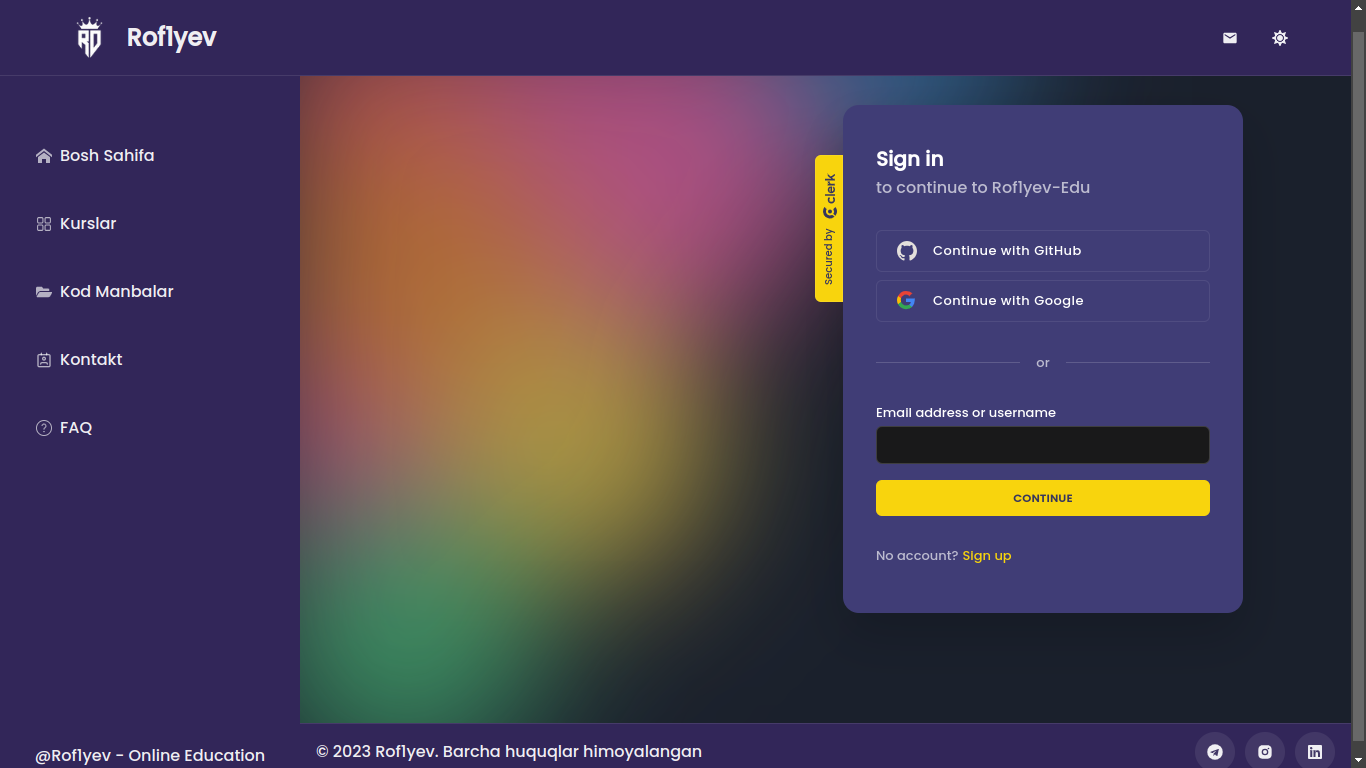 Rof1yev
Bosh Sahifa
Kurslar
Kod Manbalar
Kontakt
FAQ
@Rof1yev - Online Education
Secured by clerk
Sign in
to continue to Rof1yev-Edu
Continue with GitHub
Continue with Google
or
Email address or username
CONTINUE
No account? Sign up
© 2023 Rof1yev. Barcha huquqlar himoyalangan